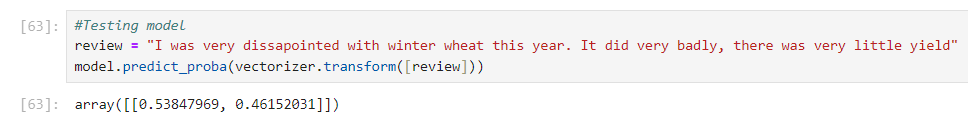 [63]: #Testing model
review = "I was very dissapointed with winter wheat this year. It did very badly, there was very little yield"
model.predict_proba(vectorizer.transform([review]))
[63]: array([[0.53847969, 0.46152031]])